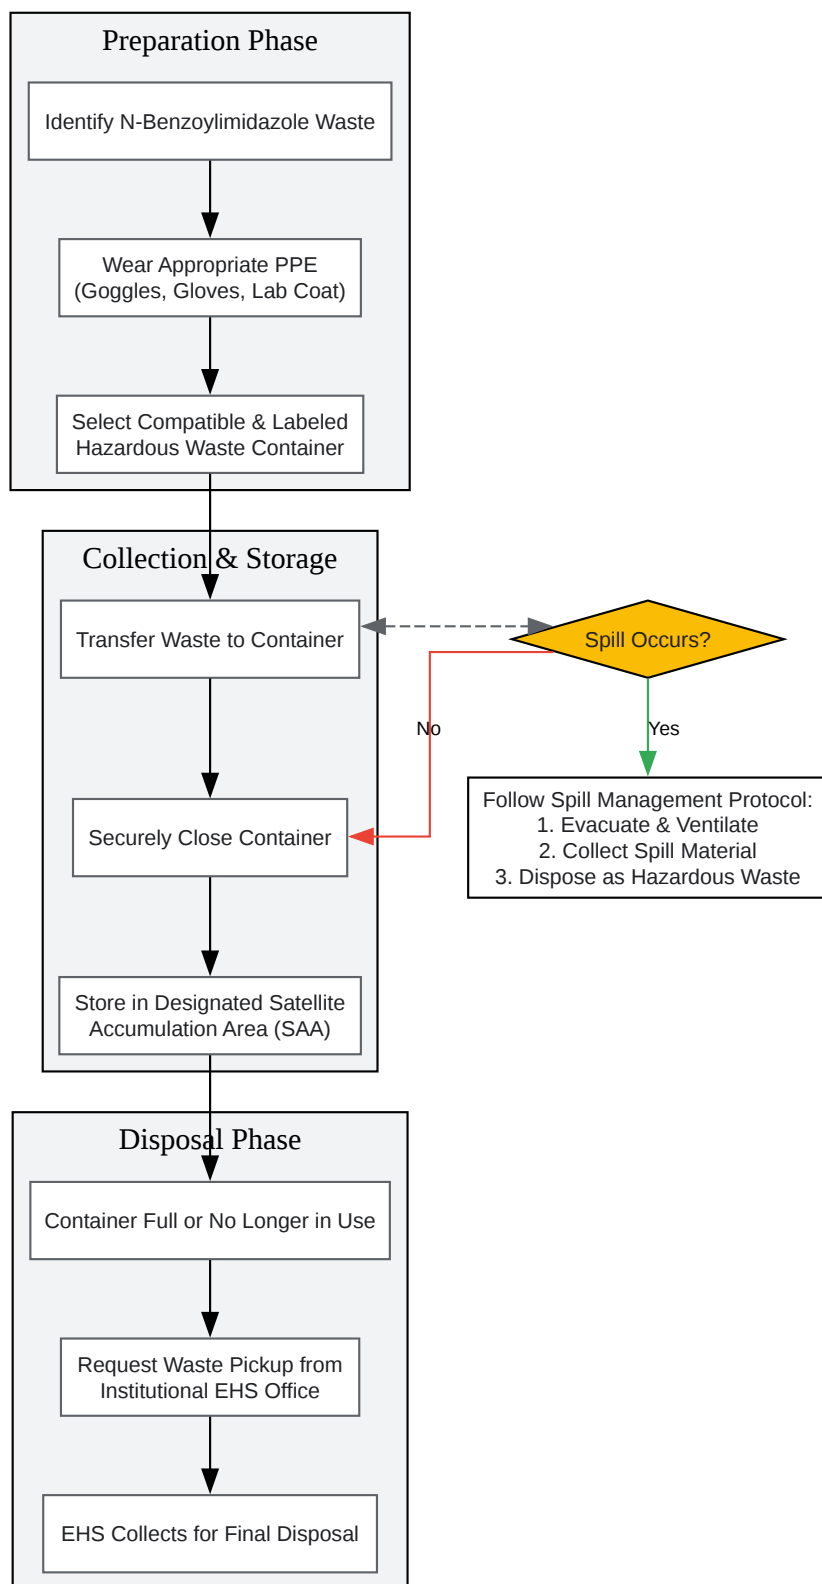 Preparation Phase
Identify N-Benzoylimidazole Waste
Wear Appropriate PPE
(Goggles, Gloves, Lab Coat)
Select Compatible & Labeled
Hazardous Waste Container
Collection & Storage
Transfer Waste to Container
Spill Occurs?
No
Yes
Follow Spill Management Protocol:
1. Evacuate & Ventilate
2. Collect Spill Material
3. Dispose as Hazardous Waste
Securely Close Container
Store in Designated Satellite
Accumulation Area (SAA)
Disposal Phase
Container Full or No Longer in Use
Request Waste Pickup from
Institutional EHS Office
EHS Collects for Final Disposal